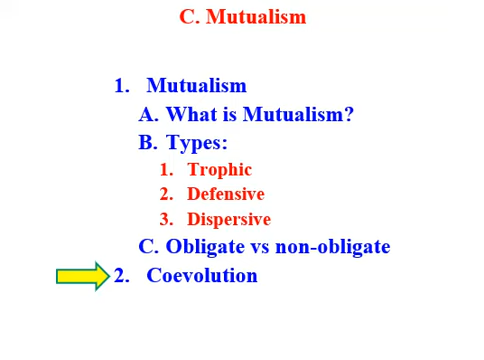 C. Mutualism
1. Mutualism
A. What is Mutualism?
B. Types:
1. Trophic
2. Defensive
3. Dispersive
C. Obligate vs non-obligate
2. Coevolution